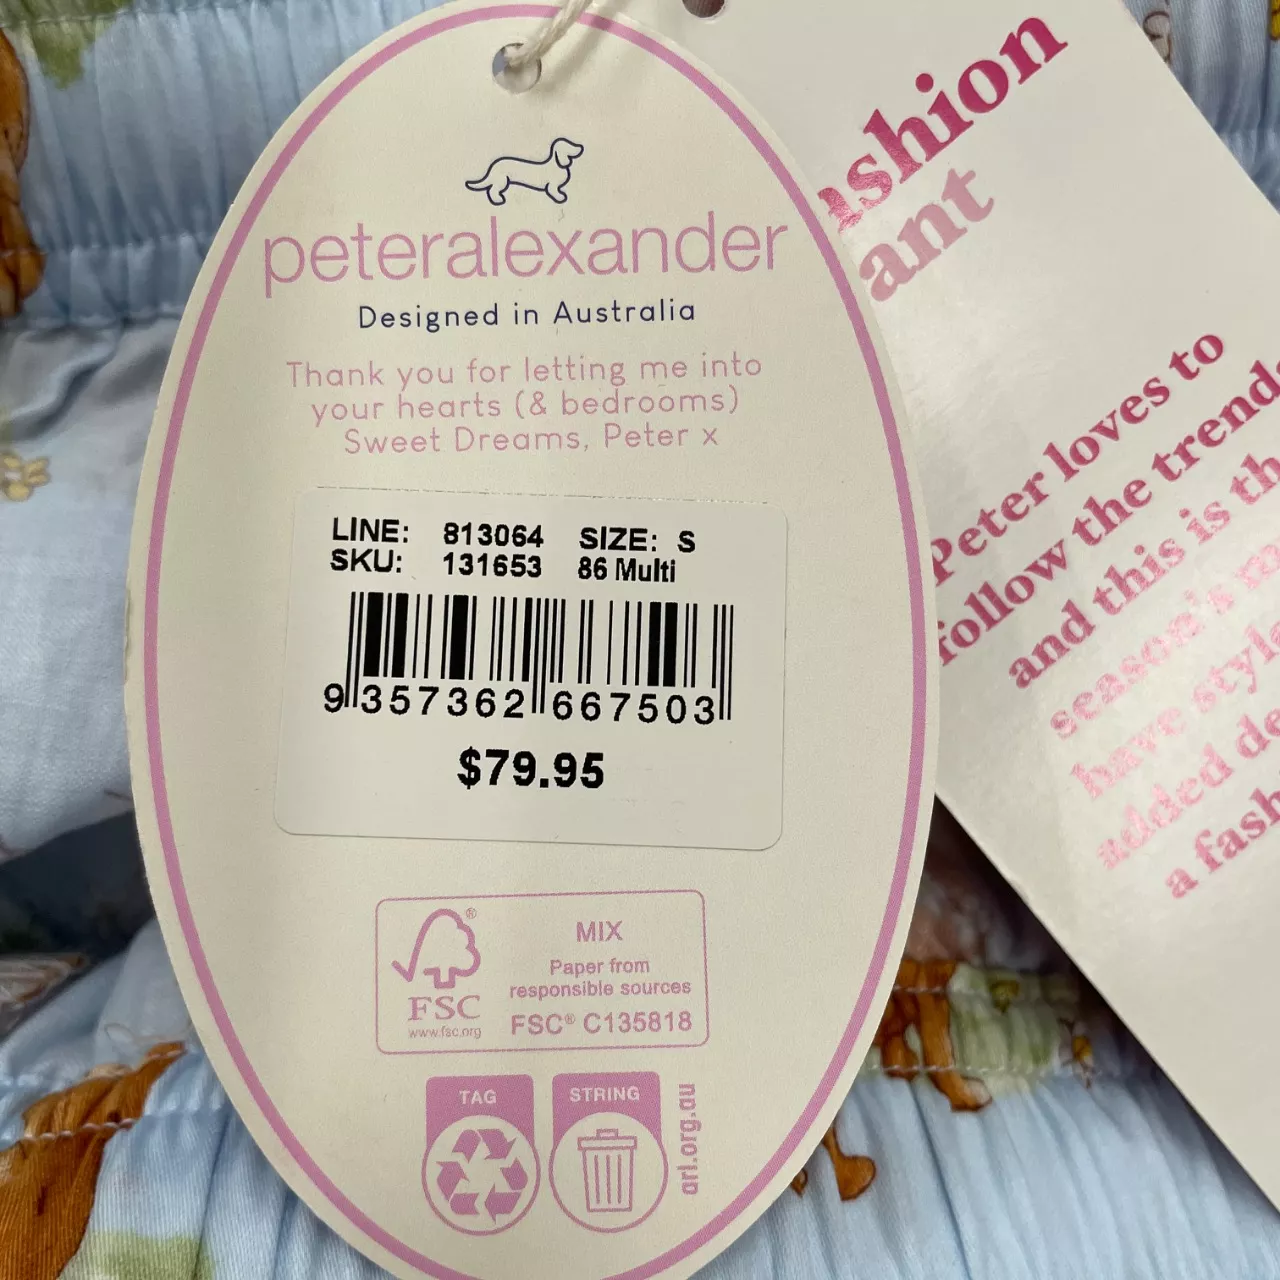 peteralexander
Designed in Australia
Thank you for letting me into
your hearts (& bedrooms)
Sweet Dreams, Peter x
LINE: 813064 SIZE: S
SKU: 131653 86 Multi
9 357362 667503
$79.95
FSC®
www.fsc.org
MIX
Paper from
responsible sources
FSC® C135818
TAG
STRING
arl.org.au
ashion
ant
Peter loves to
follow the trends
and this is th
season's
have style
added de
a fash